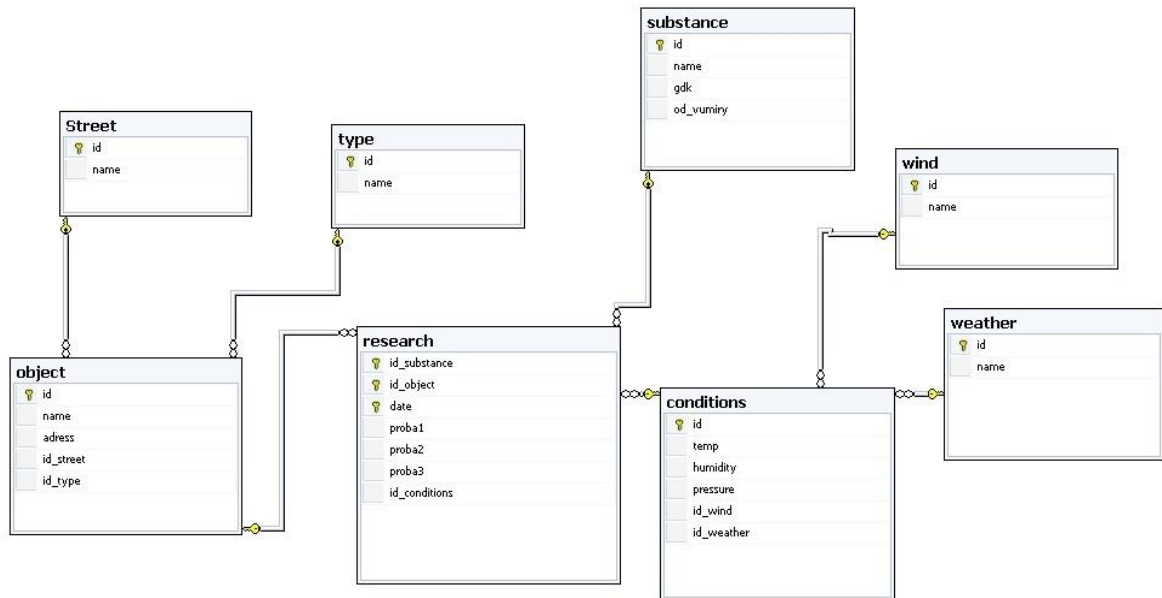 substance
id
name
gdk
od_vumiry
Street
id
name
type
id
name
wind
id
name
weather
id
name
research
id_substance
id_object
date
proba1
proba2
proba3
id_conditions
object
id
name
adress
id_street
id_type
conditions
id
temp
humidity
pressure
id_wind
id_weather